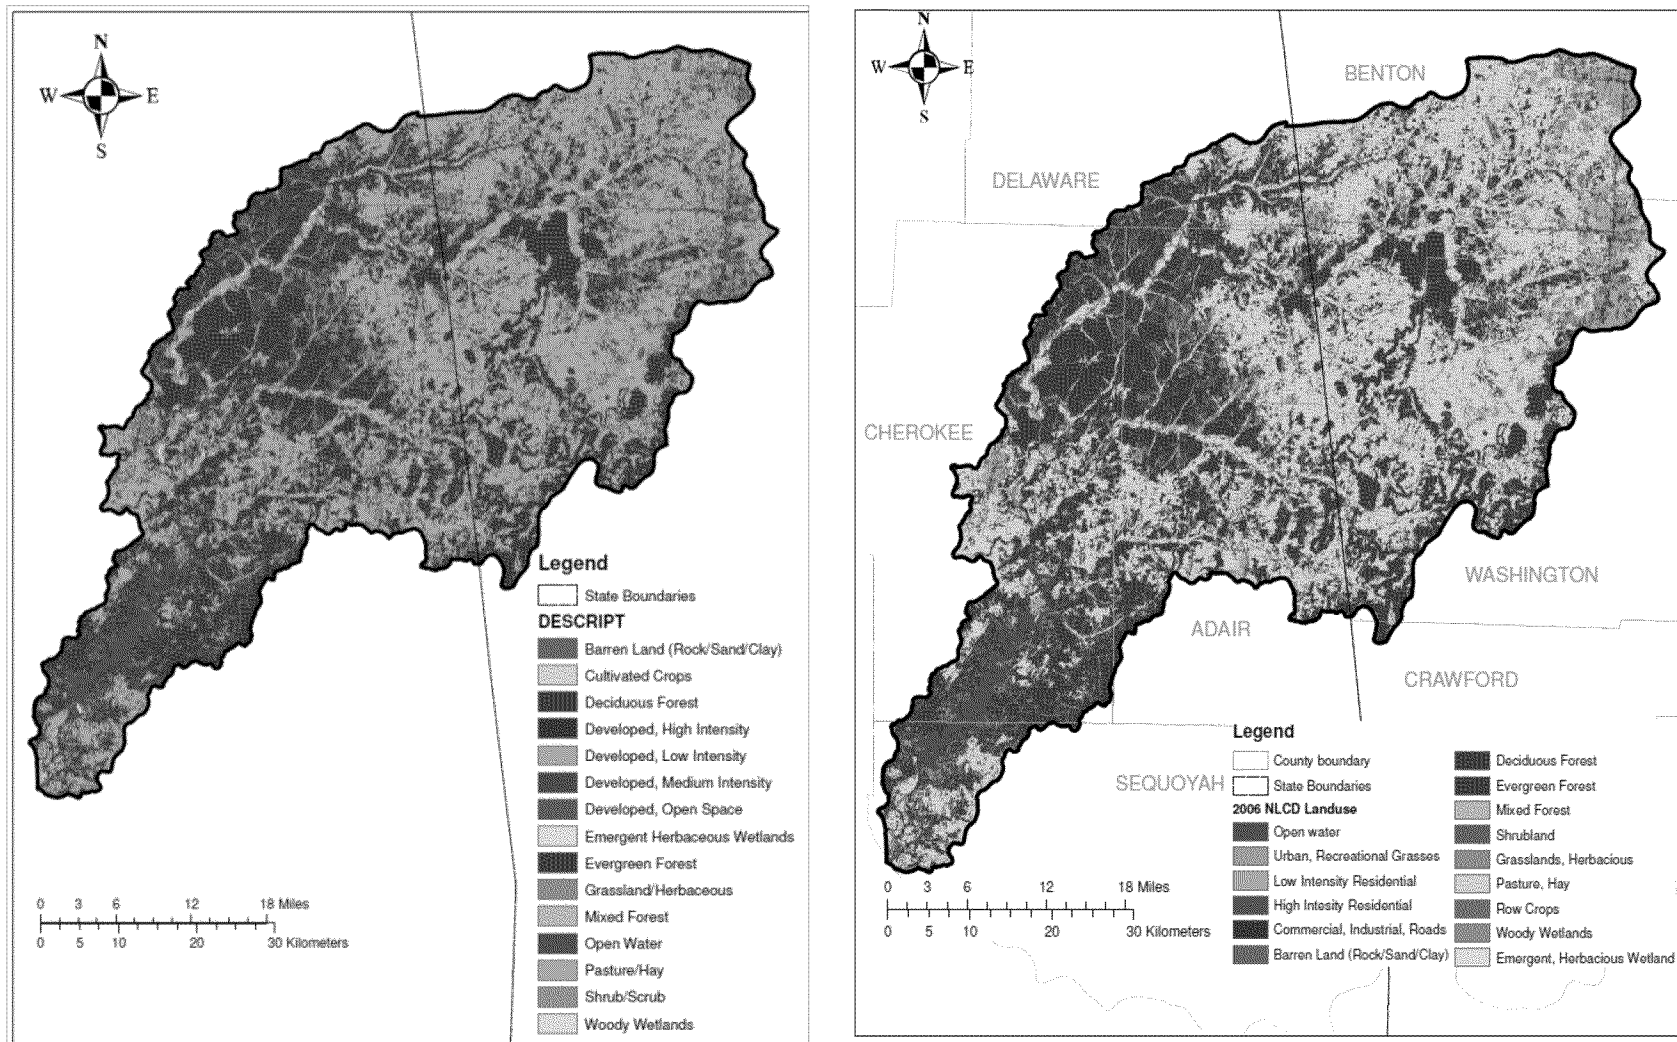 N
W E
S
Legend
State Boundaries
DESCRIPT
Barren Land (Rock/Sand/Clay)
Cultivated Crops
Deciduous Forest
Developed, High Intensity
Developed, Low Intensity
Developed, Medium Intensity
Developed, Open Space
Emergent Herbaceous Wetlands
Evergreen Forest
Grassland/Herbaceous
Mixed Forest
Open Water
Pasture/Hay
Shrub/Scrub
Woody Wetlands
0 3 6 12 18 Miles
0 5 10 20 30 Kilometers
N
W E
S
BENTON
DELAWARE
CHEROKEE
WASHINGTON
ADAIR
CRAWFORD
SEQUOYAH
Legend
County boundary
State Boundaries
2006 NLCD Landuse
Open water
Urban, Recreational Grasses
Low Intensity Residential
High Intesity Residential
Commercial, Industrial, Roads
Barren Land (Rock/Sand/Clay)
Deciduous Forest
Evergreen Forest
Mixed Forest
Shrubland
Grasslands, Herbacious
Pasture, Hay
Row Crops
Woody Wetlands
Emergent, Herbacious Wetland
0 3 6 12 18 Miles
0 5 10 20 30 Kilometers